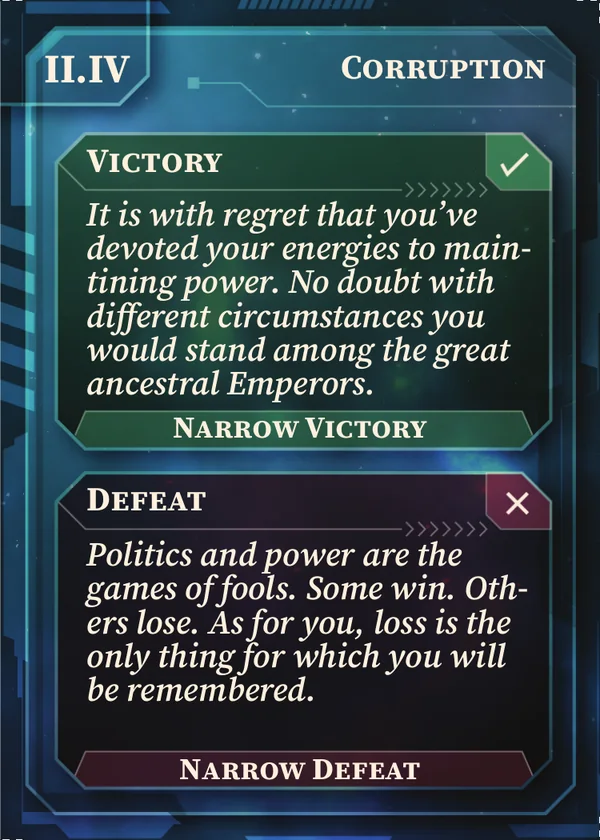 II.IV
Corruption
Victory
It is with regret that you’ve
devoted your energies to main-
tining power. No doubt with
different circumstances you
would stand among the great
ancestral Emperors.
Narrow Victory
Defeat
Politics and power are the
games of fools. Some win. Oth-
ers lose. As for you, loss is the
only thing for which you will
be remembered.
Narrow Defeat